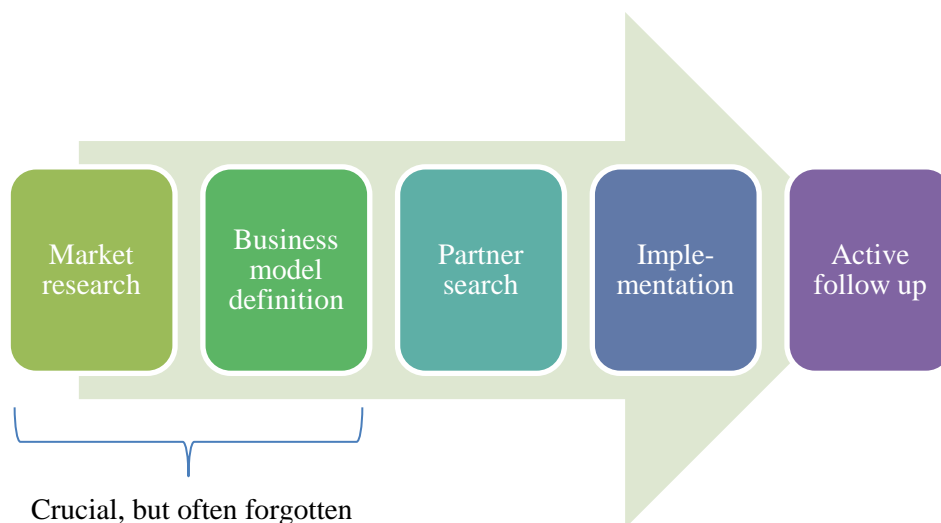 Market
research
Business
model
definition
Partner
search
Imple-
mentation
Active
follow up
Crucial, but often forgotten